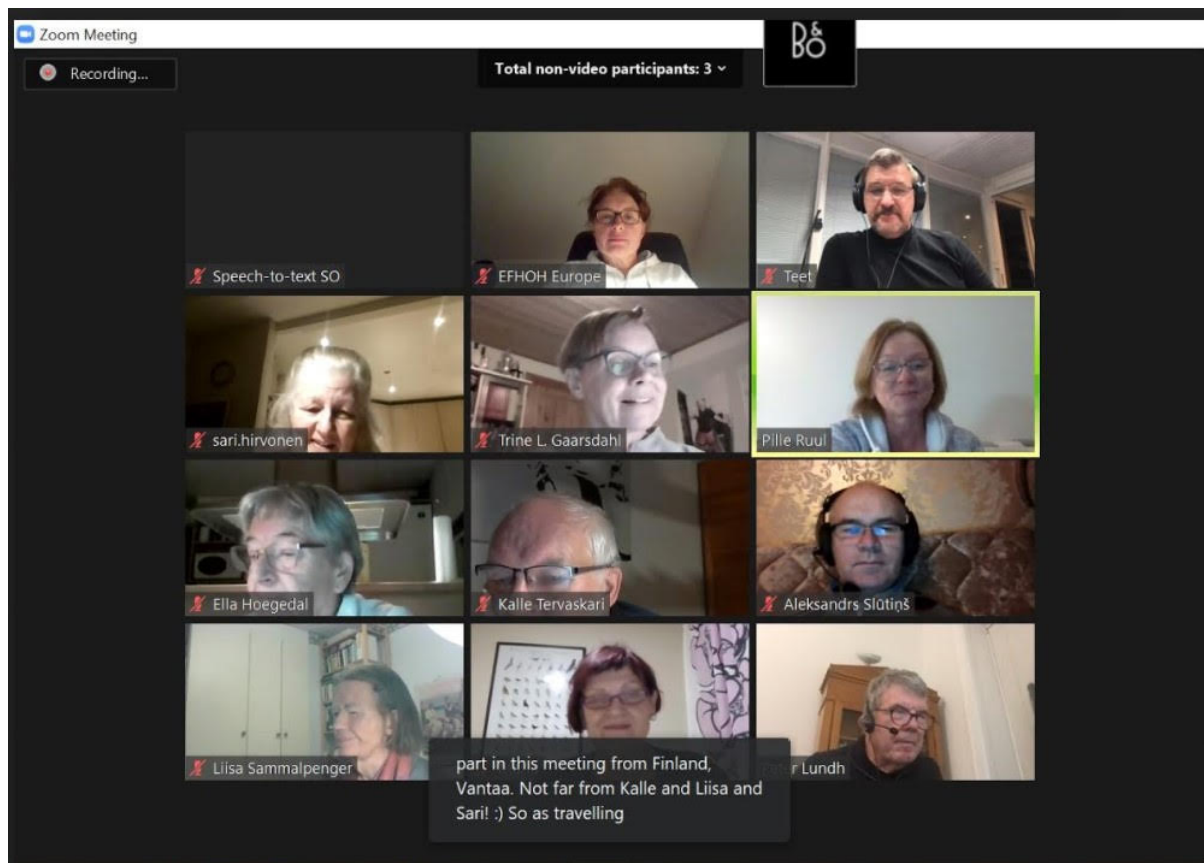 Zoom Meeting
Recording...
Total non-video participants: 3
B&O
Speech-to-text SO
EFHOH Europe
Teet
sari.hirvonen
Trine L. Gaarsdahl
Pille Ruul
Ella Hoegedal
Kalle Tervaskari
Aleksandrs Slūtiņš
Liisa Sammalpenger
Peter Lundh
part in this meeting from Finland,
Vantaa. Not far from Kalle and Liisa and
Sari! :) So as travelling